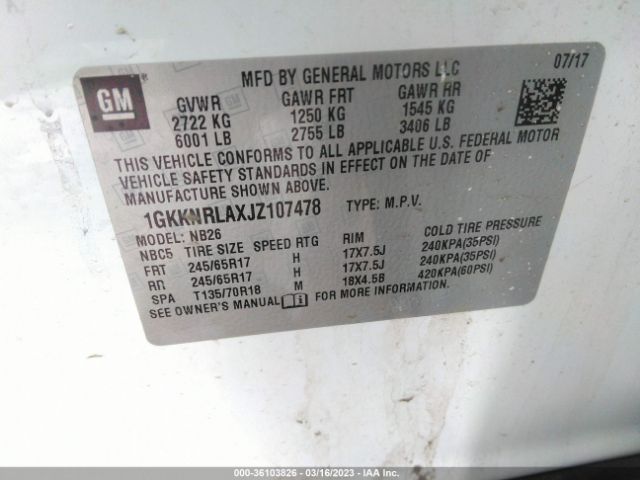 GM
MFD BY GENERAL MOTORS LLC 07/17
GVWR GAWR FRT GAWR RR
2722 KG 1250 KG 1545 KG
6001 LB 2755 LB 3406 LB
THIS VEHICLE CONFORMS TO ALL APPLICABLE U.S. FEDERAL MOTOR
VEHICLE SAFETY STANDARDS IN EFFECT ON THE DATE OF
MANUFACTURE SHOWN ABOVE.
1GKKNRLAXJZ107478 TYPE: M.P.V.
MODEL: NB26
NBC5 TIRE SIZE SPEED RTG RIM COLD TIRE PRESSURE
FRT 245/65R17 H 17X7.5J 240KPA(35PSI)
RR 245/65R17 H 17X7.5J 240KPA(35PSI)
SPA T135/70R18 M 18X4.5B 420KPA(60PSI)
SEE OWNER'S MANUAL FOR MORE INFORMATION.
000-36103826 - 03/16/2023 - IAA Inc.